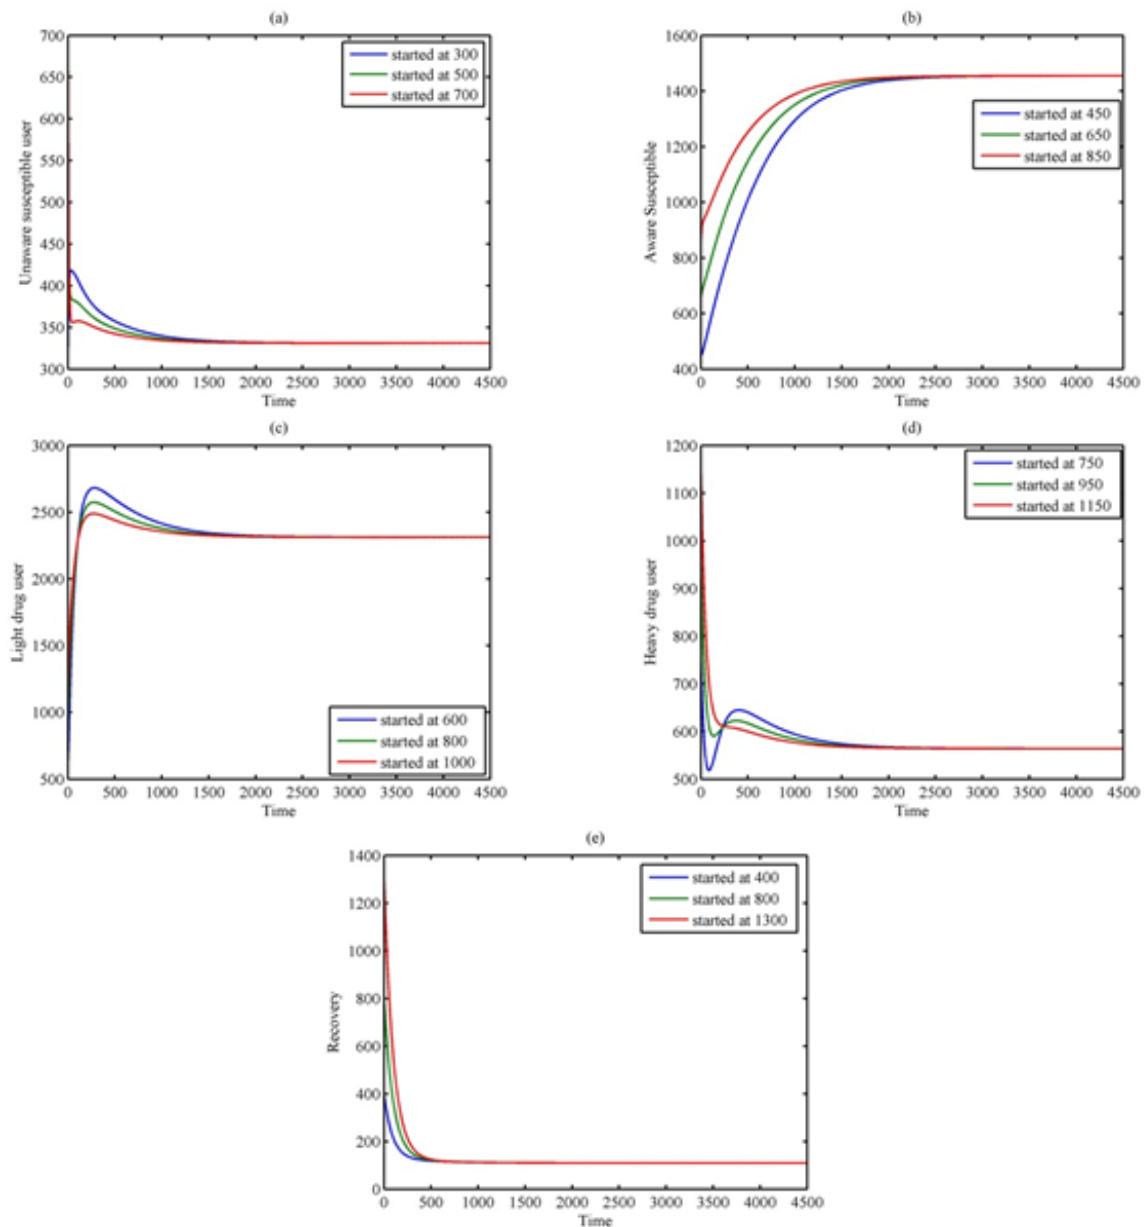 (a)
700
650
600
550
500
450
400
350
300
Unaware susceptible user
started at 300
started at 500
started at 700
0 500 1000 1500 2000 2500 3000 3500 4000 4500
Time
(b)
1600
1400
1200
1000
800
600
400
Aware Susceptible
started at 450
started at 650
started at 850
0 500 1000 1500 2000 2500 3000 3500 4000 4500
Time
(c)
3000
2500
2000
1500
1000
500
Light drug user
started at 600
started at 800
started at 1000
0 500 1000 1500 2000 2500 3000 3500 4000 4500
Time
(d)
1200
1100
1000
900
800
700
600
500
Heavy drug user
started at 750
started at 950
started at 1150
0 500 1000 1500 2000 2500 3000 3500 4000 4500
Time
(e)
1400
1200
1000
800
600
400
200
0
Recovery
started at 400
started at 800
started at 1300
0 500 1000 1500 2000 2500 3000 3500 4000 4500
Time